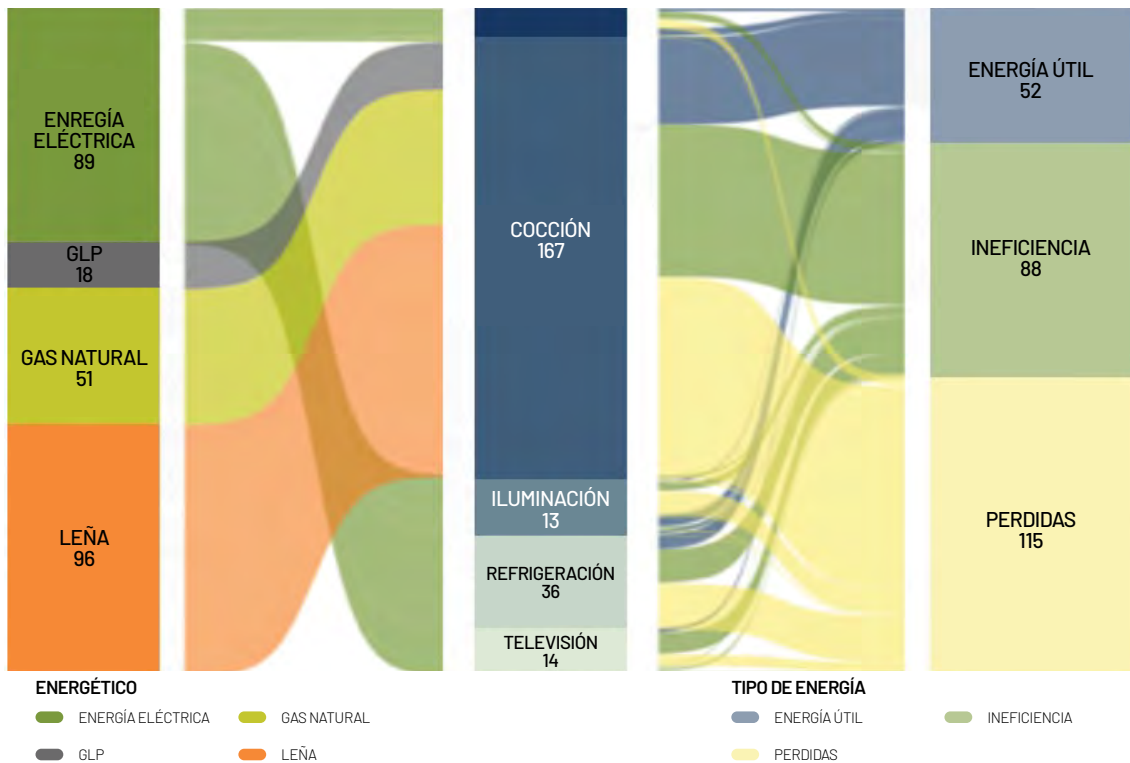 ENREGÍA
ELÉCTRICA
89
GLP
18
GAS NATURAL
51
LEÑA
96
COCCIÓN
167
ILUMINACIÓN
13
REFRIGERACIÓN
36
TELEVISIÓN
14
ENERGÍA ÚTIL
52
INEFICIENCIA
88
PERDIDAS
115
ENERGÉTICO
ENERGÍA ELÉCTRICA
GAS NATURAL
GLP
LEÑA
TIPO DE ENERGÍA
ENERGÍA ÚTIL
INEFICIENCIA
PERDIDAS